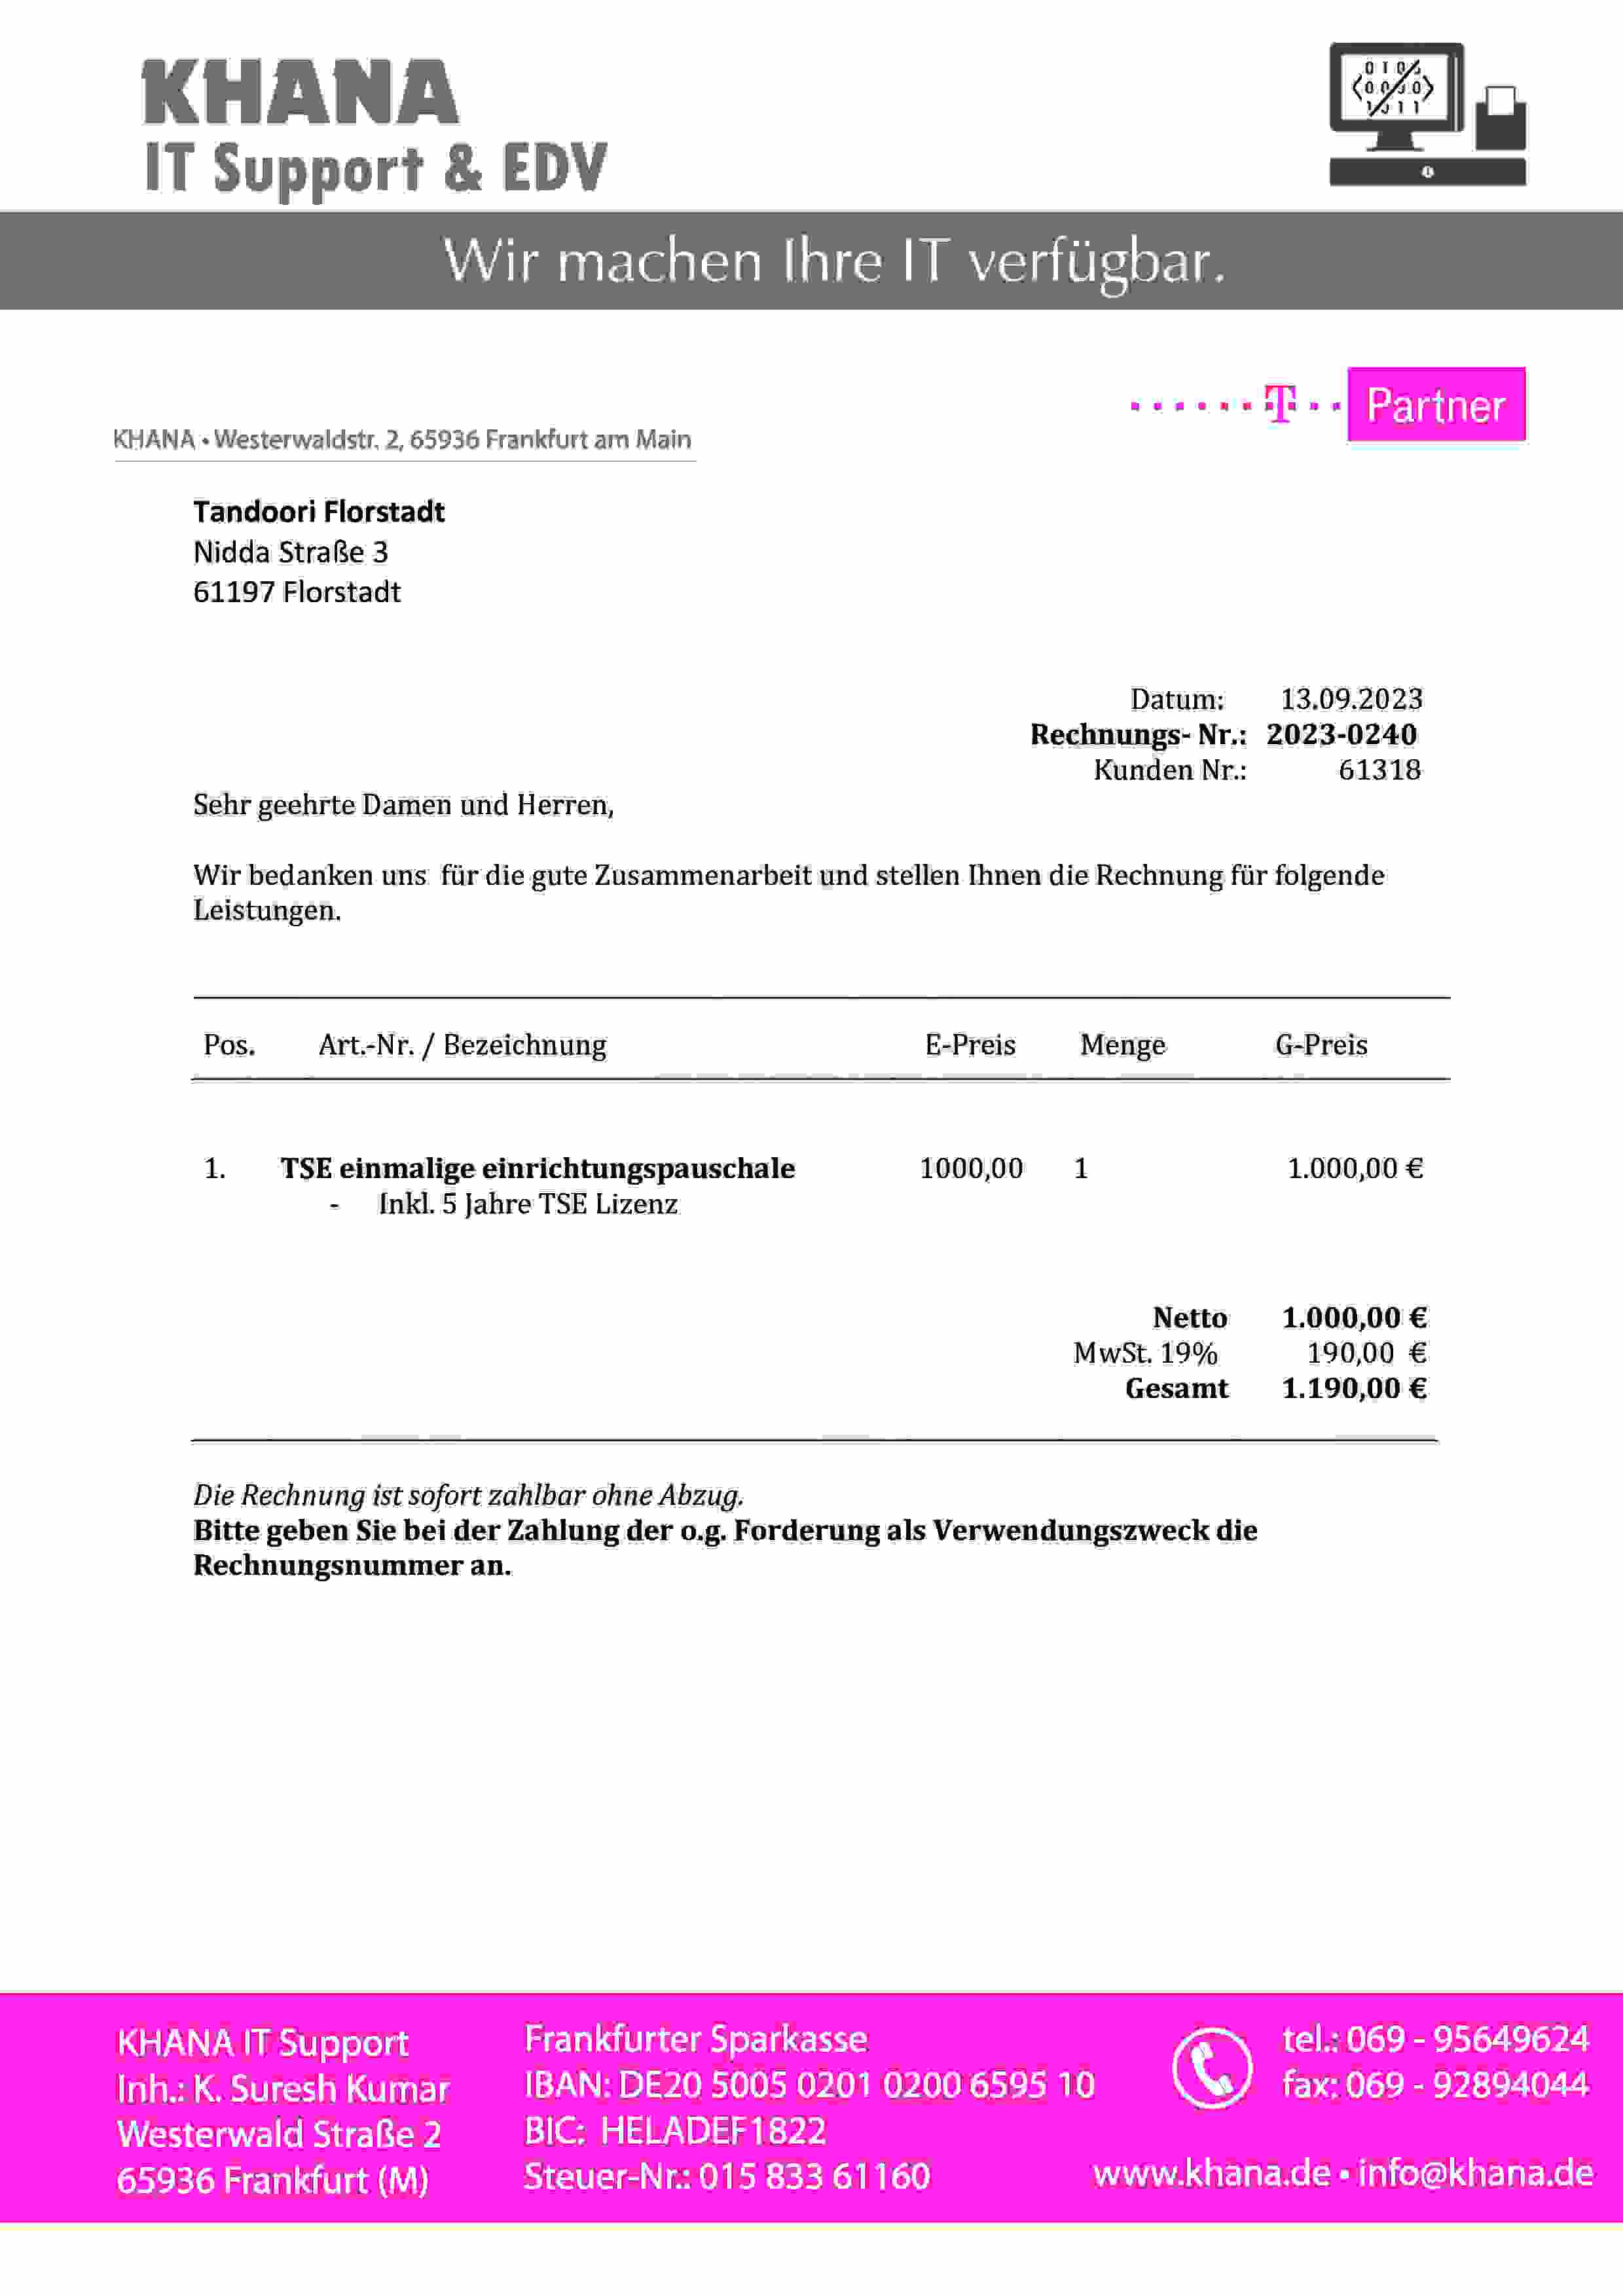 KHANA
IT Support & EDV
Wir machen Ihre IT verfügbar.
T Partner
KHANA • Westerwaldstr. 2, 65936 Frankfurt am Main
Tandoori Florstadt
Nidda Straße 3
61197 Florstadt
Datum: 13.09.2023
Rechnungs- Nr.: 2023-0240
Kunden Nr.: 61318
Sehr geehrte Damen und Herren,
Wir bedanken uns für die gute Zusammenarbeit und stellen Ihnen die Rechnung für folgende
Leistungen.
Pos. Art.-Nr. / Bezeichnung E-Preis Menge G-Preis
1. TSE einmalige einrichtungspauschale 1000,00 1 1.000,00 €
- Inkl. 5 Jahre TSE Lizenz
Netto 1.000,00 €
MwSt. 19% 190,00 €
Gesamt 1.190,00 €
Die Rechnung ist sofort zahlbar ohne Abzug.
Bitte geben Sie bei der Zahlung der o.g. Forderung als Verwendungszweck die
Rechnungsnummer an.
KHANA IT Support
Inh.: K. Suresh Kumar
Westerwald Straße 2
65936 Frankfurt (M)
Frankfurter Sparkasse
IBAN: DE20 5005 0201 0200 6595 10
BIC: HELADEF1822
Steuer-Nr.: 015 833 61160
tel.: 069 - 95649624
fax: 069 - 92894044
www.khana.de • info@khana.de